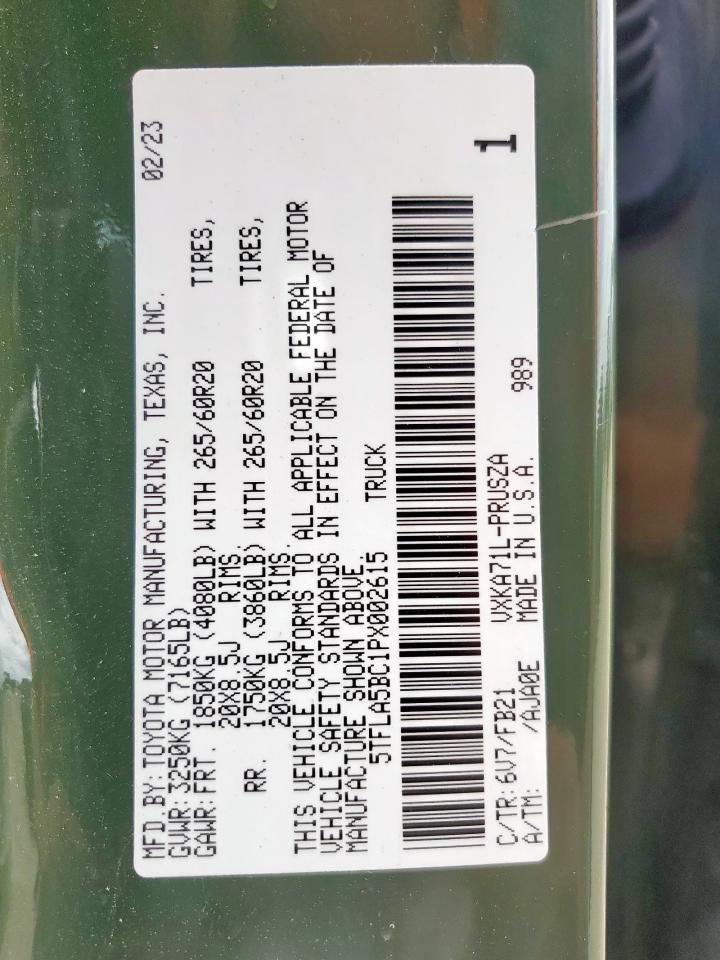 MFD.BY:TOYOTA MOTOR MANUFACTURING, TEXAS, INC. 02/23
GVWR:3250KG (7165LB)
GAWR:FRT. 1850KG (4080LB) WITH 265/60R20 TIRES,
20X8.5J RIMS.
RR. 1750KG (3860LB) WITH 265/60R20 TIRES,
20X8.5J RIMS.
THIS VEHICLE CONFORMS TO ALL APPLICABLE FEDERAL MOTOR
VEHICLE SAFETY STANDARDS IN EFFECT ON THE DATE OF
MANUFACTURE SHOWN ABOVE.
5TFLA5BC1PX002615 TRUCK
1
C/TR:6V7/FB21 VXKA71L-PRUSZA 989
A/TM: /AJA0E MADE IN U.S.A.